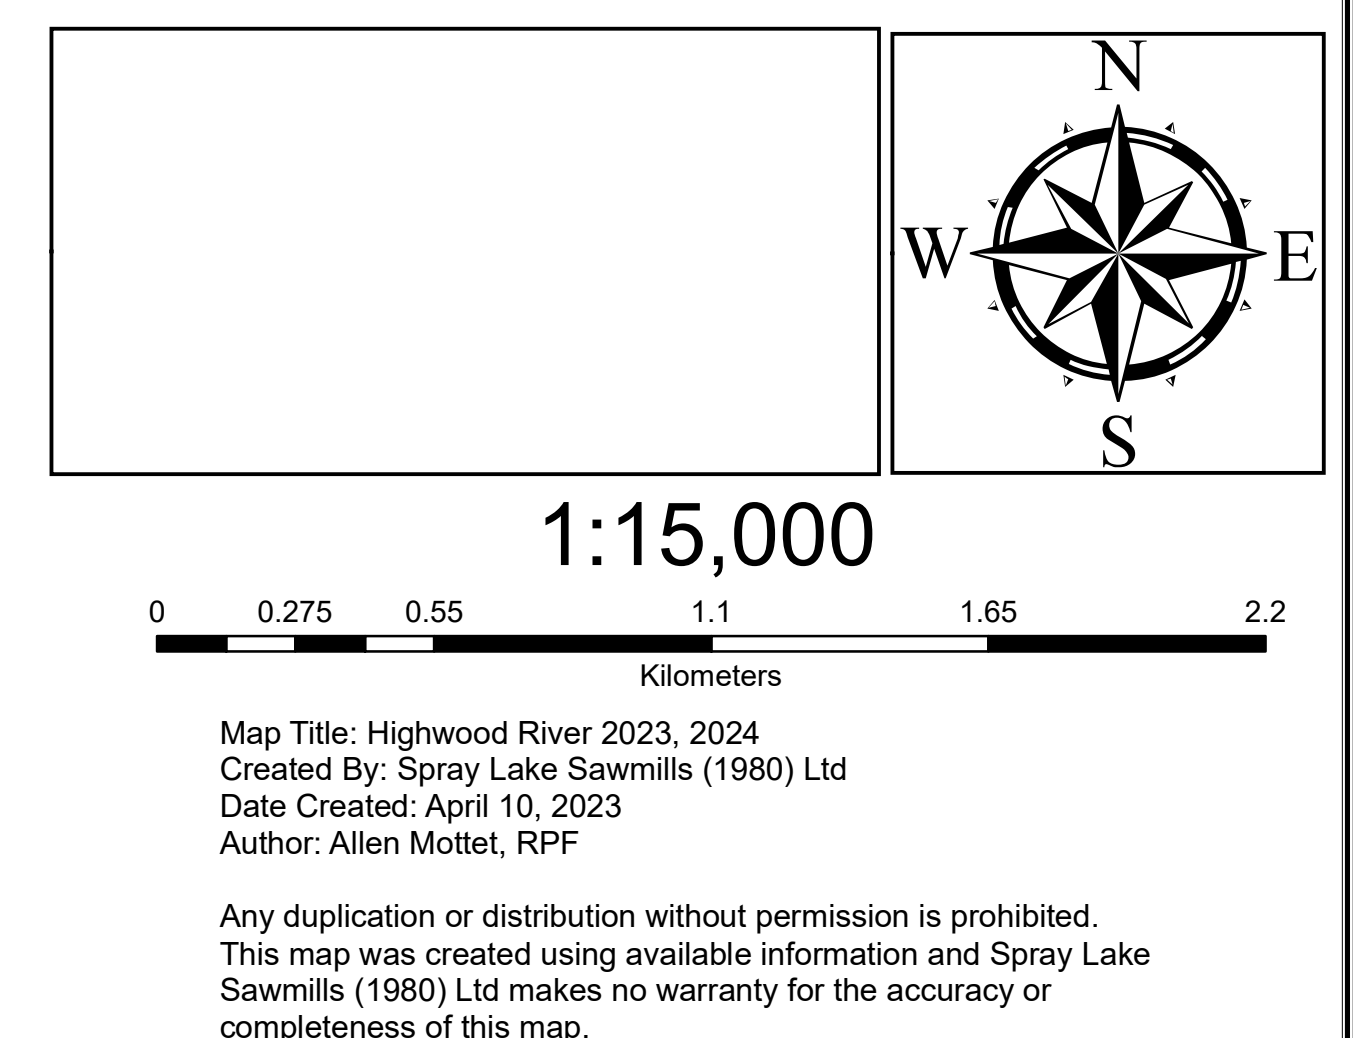 N
W
E
S
1:15,000
0 0.275 0.55 1.1 1.65 2.2
Kilometers
Map Title: Highwood River 2023, 2024
Created By: Spray Lake Sawmills (1980) Ltd
Date Created: April 10, 2023
Author: Allen Mottet, RPF
Any duplication or distribution without permission is prohibited.
This map was created using available information and Spray Lake
Sawmills (1980) Ltd makes no warranty for the accuracy or
completeness of this map.